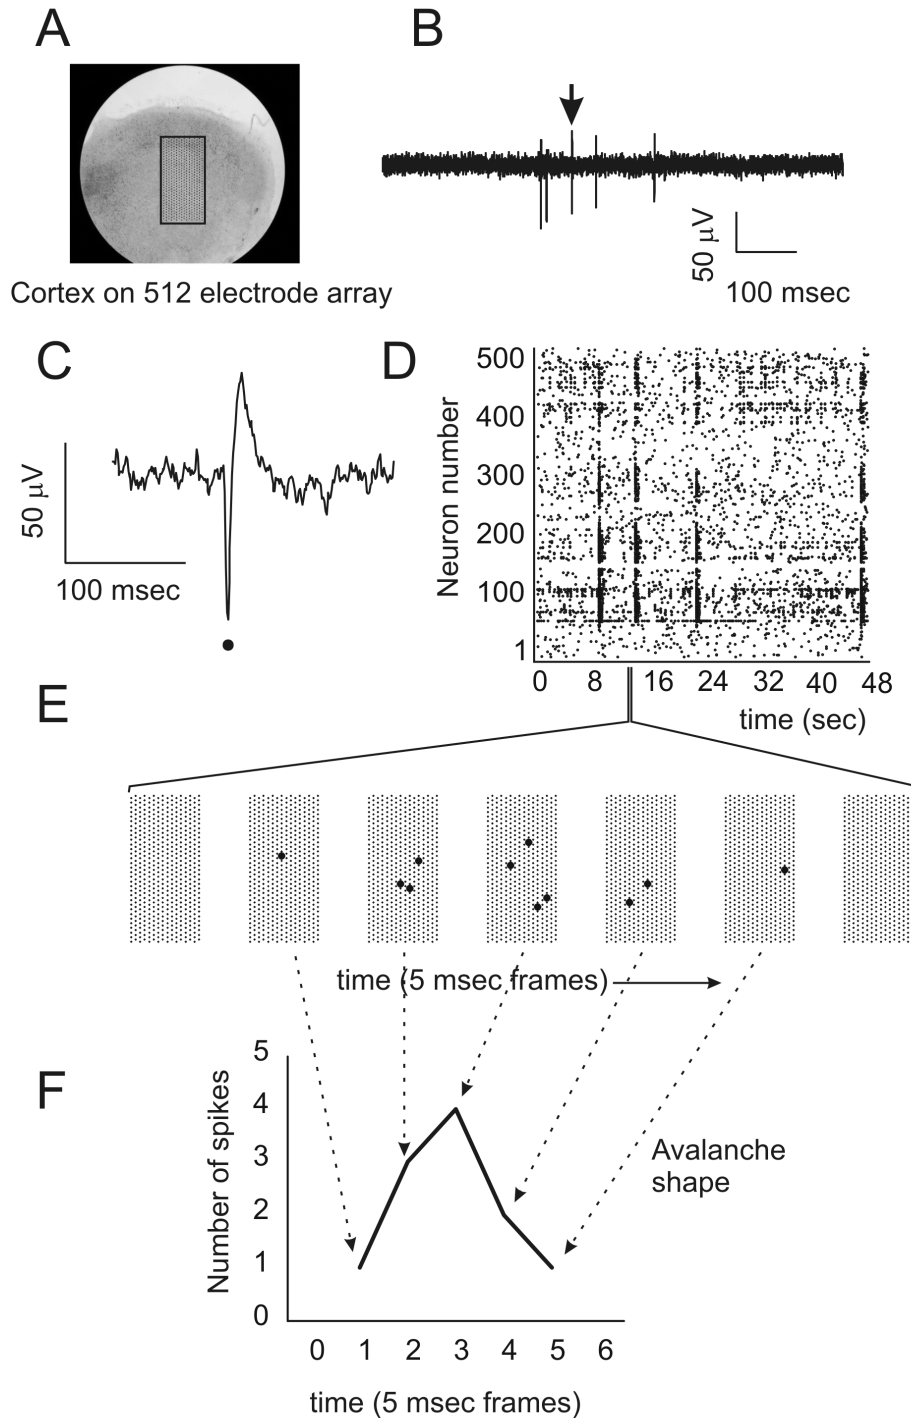 A
B
Cortex on 512 electrode array
50 μV
100 msec
C
50 μV
100 msec
D
Neuron number
500
400
300
200
100
1
0 8 16 24 32 40 48
time (sec)
E
time (5 msec frames)
F
Number of spikes
5
4
3
2
1
0
Avalanche
shape
0 1 2 3 4 5 6
time (5 msec frames)